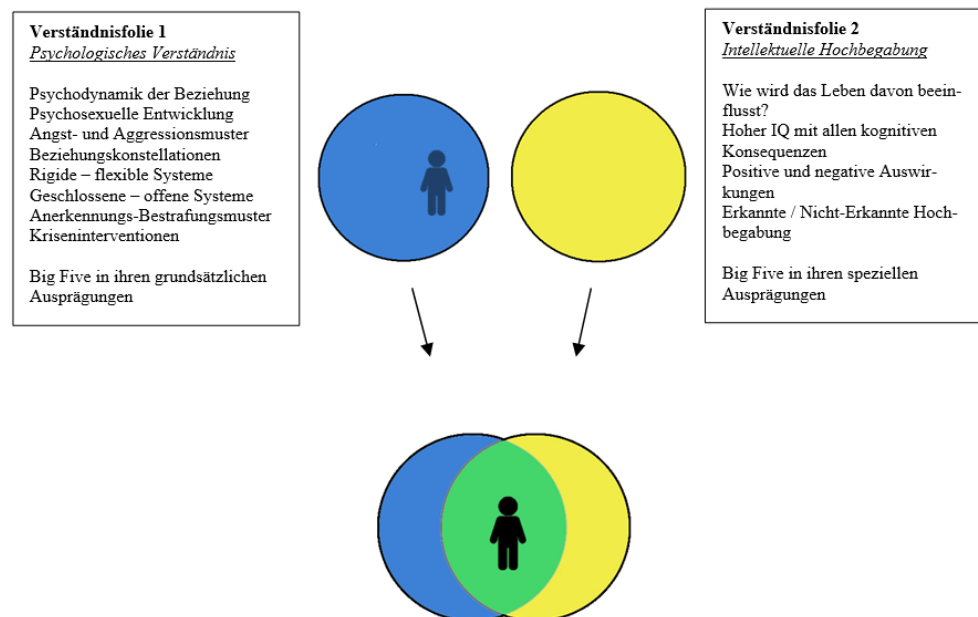 Verständnisfolie 1
Psychologisches Verständnis
Psychodynamik der Beziehung
Psychosexuelle Entwicklung
Angst- und Aggressionsmuster
Beziehungskonstellationen
Rigide – flexible Systeme
Geschlossene – offene Systeme
Anerkennungs-Bestrafungsmuster
Kriseninterventionen
Big Five in ihren grundsätzlichen
Ausprägungen
Verständnisfolie 2
Intellektuelle Hochbegabung
Wie wird das Leben davon beein-
flusst?
Hoher IQ mit allen kognitiven
Konsequenzen
Positive und negative Auswir-
kungen
Erkannte / Nicht-Erkannte Hoch-
begabung
Big Five in ihren speziellen
Ausprägungen